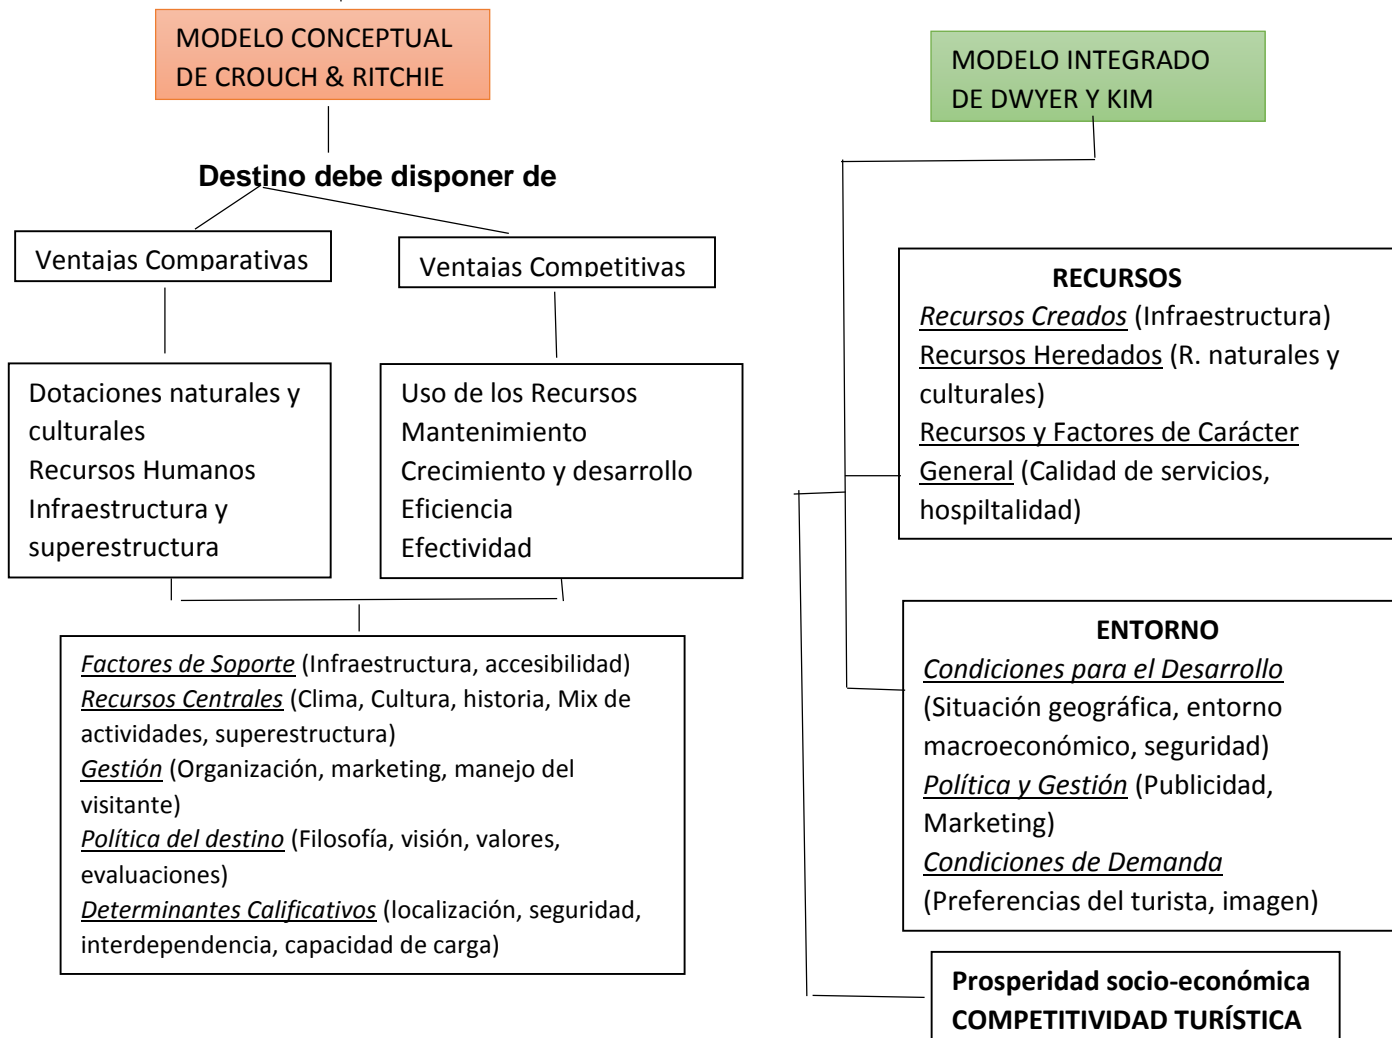 MODELO CONCEPTUAL
DE CROUCH & RITCHIE
Destino debe disponer de
Ventajas Comparativas
Ventajas Competitivas
Dotaciones naturales y
culturales
Recursos Humanos
Infraestructura y
superestructura
Uso de los Recursos
Mantenimiento
Crecimiento y desarrollo
Eficiencia
Efectividad
Factores de Soporte (Infraestructura, accesibilidad)
Recursos Centrales (Clima, Cultura, historia, Mix de
actividades, superestructura)
Gestión (Organización, marketing, manejo del
visitante)
Política del destino (Filosofía, visión, valores,
evaluaciones)
Determinantes Calificativos (localización, seguridad,
interdependencia, capacidad de carga)
MODELO INTEGRADO
DE DWYER Y KIM
RECURSOS
Recursos Creados (Infraestructura)
Recursos Heredados (R. naturales y
culturales)
Recursos y Factores de Carácter
General (Calidad de servicios,
hospiltalidad)
ENTORNO
Condiciones para el Desarrollo
(Situación geográfica, entorno
macroeconómico, seguridad)
Política y Gestión (Publicidad,
Marketing)
Condiciones de Demanda
(Preferencias del turista, imagen)
Prosperidad socio-económica
COMPETITIVIDAD TURÍSTICA